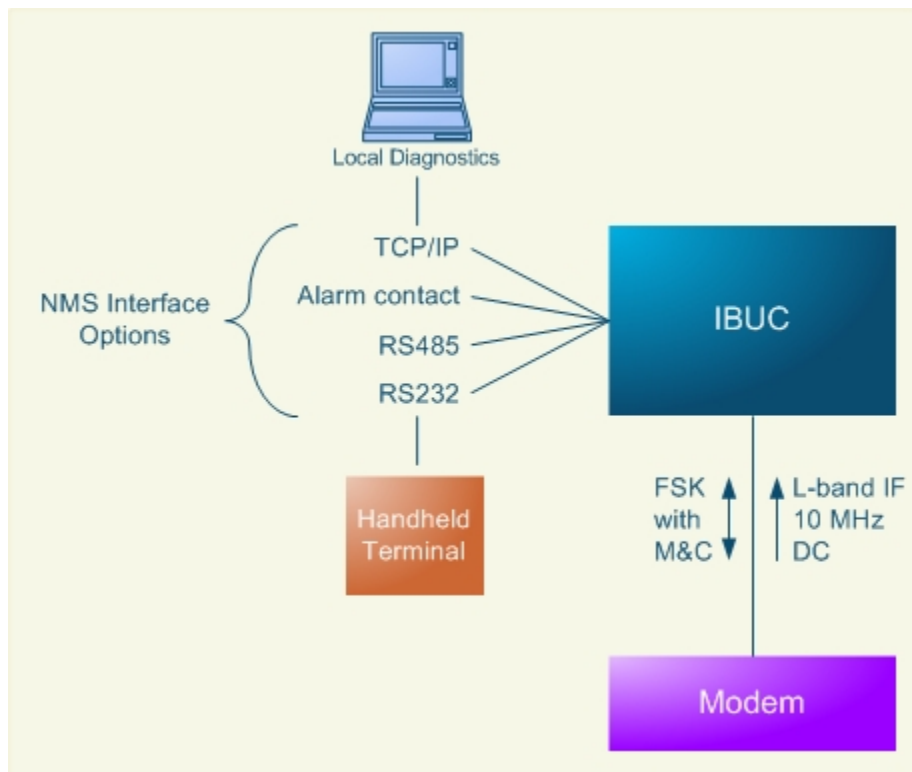 Local Diagnostics
NMS Interface
Options
TCP/IP
Alarm contact
RS485
RS232
IBUC
Handheld
Terminal
FSK
with
M&C
L-band IF
10 MHz
DC
Modem